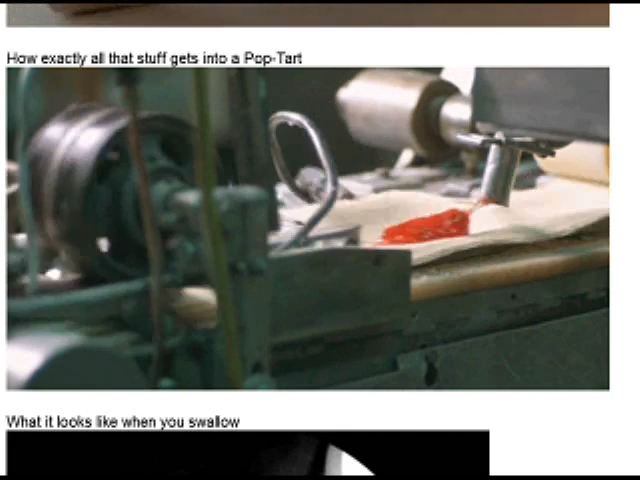 How exactly all that stuff gets into a Pop-Tart
What it looks like when you swallow